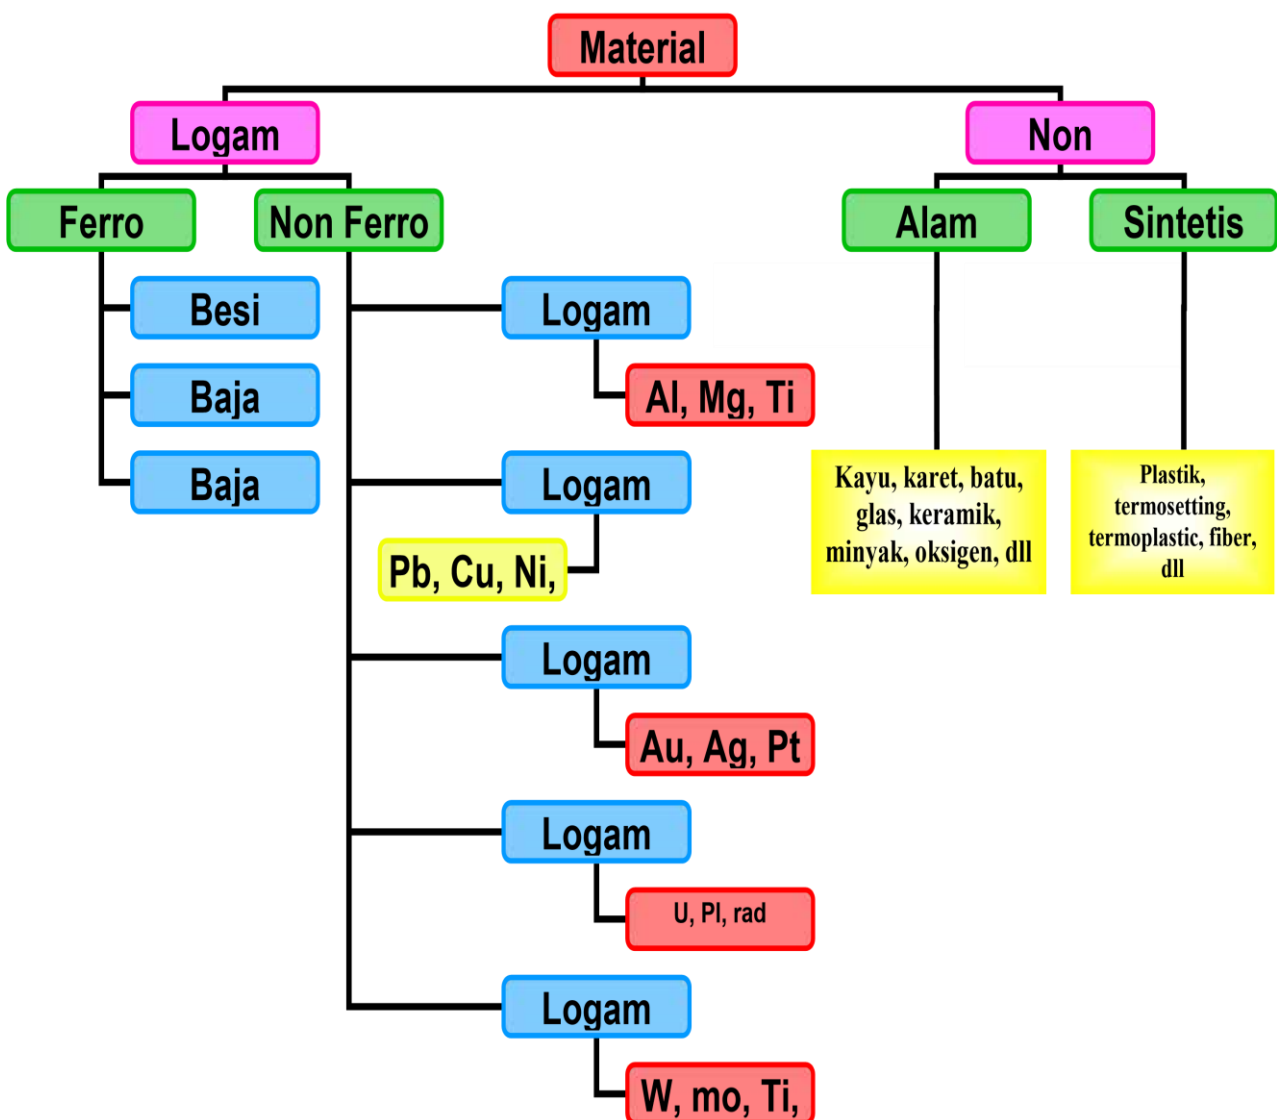 Material
Logam
Non
Ferro
Non Ferro
Alam
Sintetis
Besi
Baja
Baja
Logam
Al, Mg, Ti
Logam
Pb, Cu, Ni,
Logam
Au, Ag, Pt
Logam
U, Pl, rad
Logam
W, mo, Ti,
Kayu, karet, batu,
glas, keramik,
minyak, oksigen, dll
Plastik,
termosetting,
termoplastic, fiber,
dll